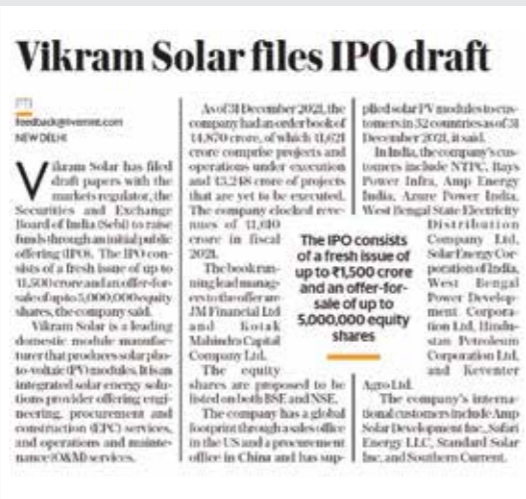 Vikram Solar files IPO draft
PTI
feedback@livemint.com
NEW DELHI
Vikram Solar has filed
draft papers with the
markets regulator, the
Securities and Exchange
Board of India (Sebi) to raise
funds through an initial public
offering (IPO). The IPO con-
sists of a fresh issue of up to
₹1,500 crore and an offer-for-
sale of up to 5,000,000 equity
shares, the company said.
Vikram Solar is a leading
domestic module manufac-
turer that produces solar pho-
to-voltaic (PV) modules. It is an
integrated solar energy solu-
tions provider offering engi-
neering, procurement and
construction (EPC) services,
and operations and mainte-
nance (O&M) services.
As of 31 December 2021, the
company had an order book of
₹4,870 crore, of which ₹1,621
crore comprise projects and
operations under execution
and ₹3,248 crore of projects
that are yet to be executed.
The company clocked reve-
nues of ₹1,610
crore in fiscal
2021.
The book run-
ning lead manag-
ers to the offer are
JM Financial Ltd
and Kotak
Mahindra Capital
Company Ltd.
The equity
shares are proposed to be
listed on both BSE and NSE.
The company has a global
footprint through a sales office
in the US and a procurement
office in China and has sup-
The IPO consists
of a fresh issue of
up to ₹1,500 crore
and an offer-for-
sale of up to
5,000,000 equity
shares
plied solar PV modules to cus-
tomers in 32 countries as of 31
December 2021, it said.
In India, the company's cus-
tomers include NTPC, Rays
Power Infra, Amp Energy
India, Azure Power India,
West Bengal State Electricity
Distribution
Company Ltd,
Solar Energy Cor-
poration of India,
West Bengal
Power Develop-
ment Corpora-
tion Ltd, Hindu-
stan Petroleum
Corporation Ltd,
and Keventer
Agro Ltd.
The company's interna-
tional customers include Amp
Solar Development Inc., Safari
Energy LLC, Standard Solar
Inc, and Southern Current.